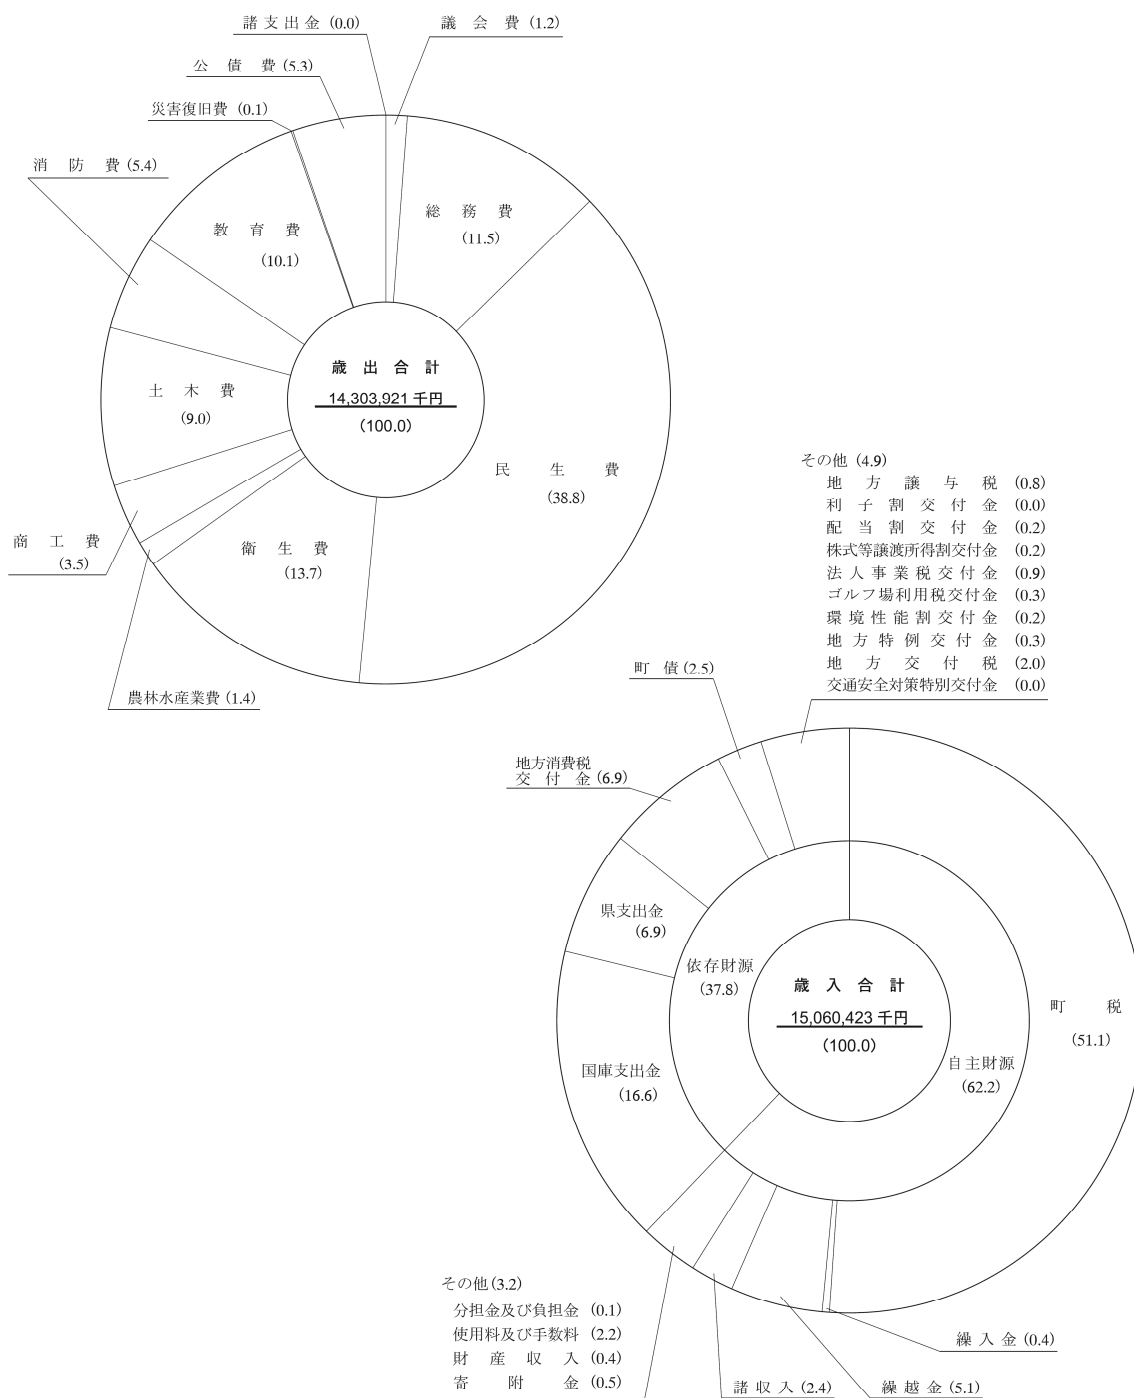 諸支出金 (0.0)
議会費 (1.2)
公債費 (5.3)
災害復旧費 (0.1)
消防費 (5.4)
総務費
(11.5)
教育費
(10.1)
歳出合計
14,303,921 千円
(100.0)
土木費
(9.0)
民生費
(38.8)
商工費
(3.5)
衛生費
(13.7)
農林水産業費 (1.4)
その他 (4.9)
地方譲与税 (0.8)
利子割交付金 (0.0)
配当割交付金 (0.2)
株式等譲渡所得割交付金 (0.2)
法人事業税交付金 (0.9)
ゴルフ場利用税交付金 (0.3)
環境性能割交付金 (0.2)
地方特例交付金 (0.3)
地方交付税 (2.0)
交通安全対策特別交付金 (0.0)
町債 (2.5)
地方消費税
交付金 (6.9)
県支出金
(6.9)
依存財源
(37.8)
歳入合計
15,060,423 千円
(100.0)
町税
(51.1)
自主財源
(62.2)
国庫支出金
(16.6)
その他 (3.2)
分担金及び負担金 (0.1)
使用料及び手数料 (2.2)
財産収入 (0.4)
寄附金 (0.5)
諸収入 (2.4)
繰越金 (5.1)
繰入金 (0.4)